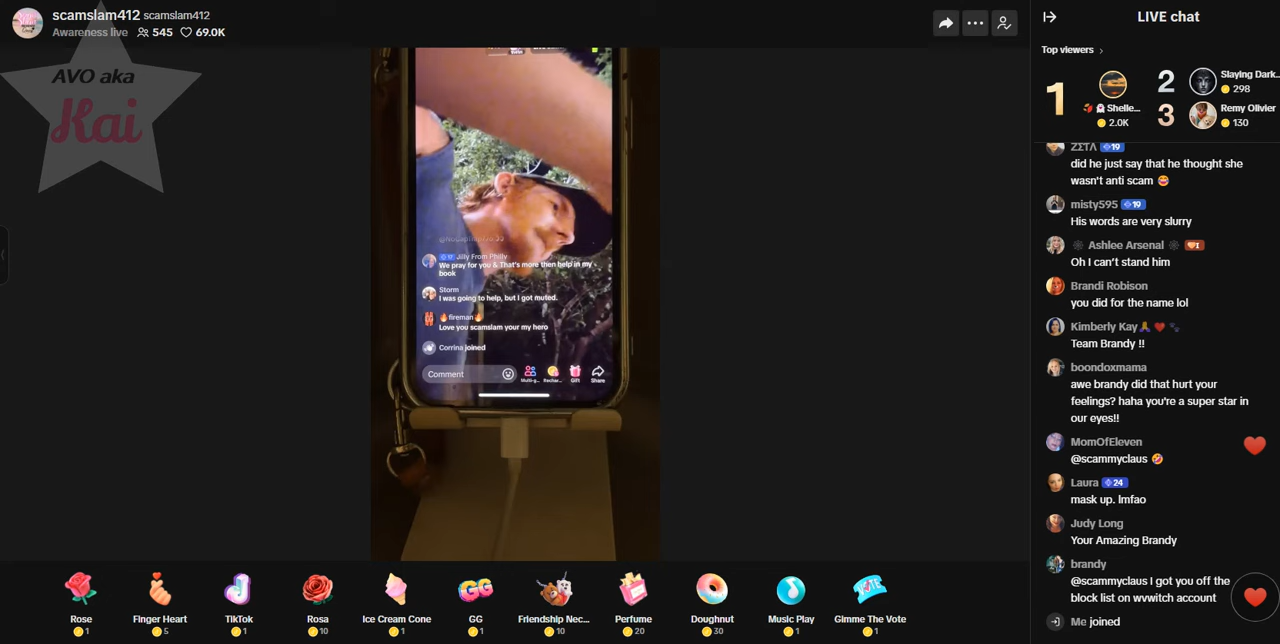 scamslam412 scamslam412
Awareness live 545 69.0K
AVO aka
Kai
We pray for you & That's more then help in my
book
Jilly From Philly
Storm
I was going to help, but I got muted.
fireman
Love you scamslam your my hero
Corrina joined
Comment
Multi-g... Rechar... Gift Share
Rose
1
Finger Heart
5
TikTok
1
Rosa
10
Ice Cream Cone
1
GG
1
Friendship Nec...
10
Perfume
20
Doughnut
30
Music Play
1
Gimme The Vote
1
LIVE chat
Top viewers
1
Shelle...
2.0K
2
Slaying Dark...
298
3
Remy Olivier
130
ΖΣΤΛ 19
did he just say that he thought she
wasn't anti scam
misty595 19
His words are very slurry
Ashlee Arsenal 1
Oh I can't stand him
Brandi Robison
you did for the name lol
Kimberly Kay
Team Brandy !!
boondoxmama
awe brandy did that hurt your
feelings? haha you're a super star in
our eyes!!
MomOfEleven
@scammyclaus
Laura 24
mask up. lmfao
Judy Long
Your Amazing Brandy
brandy
@scammyclaus I got you off the
block list on wvwitch account
Me joined